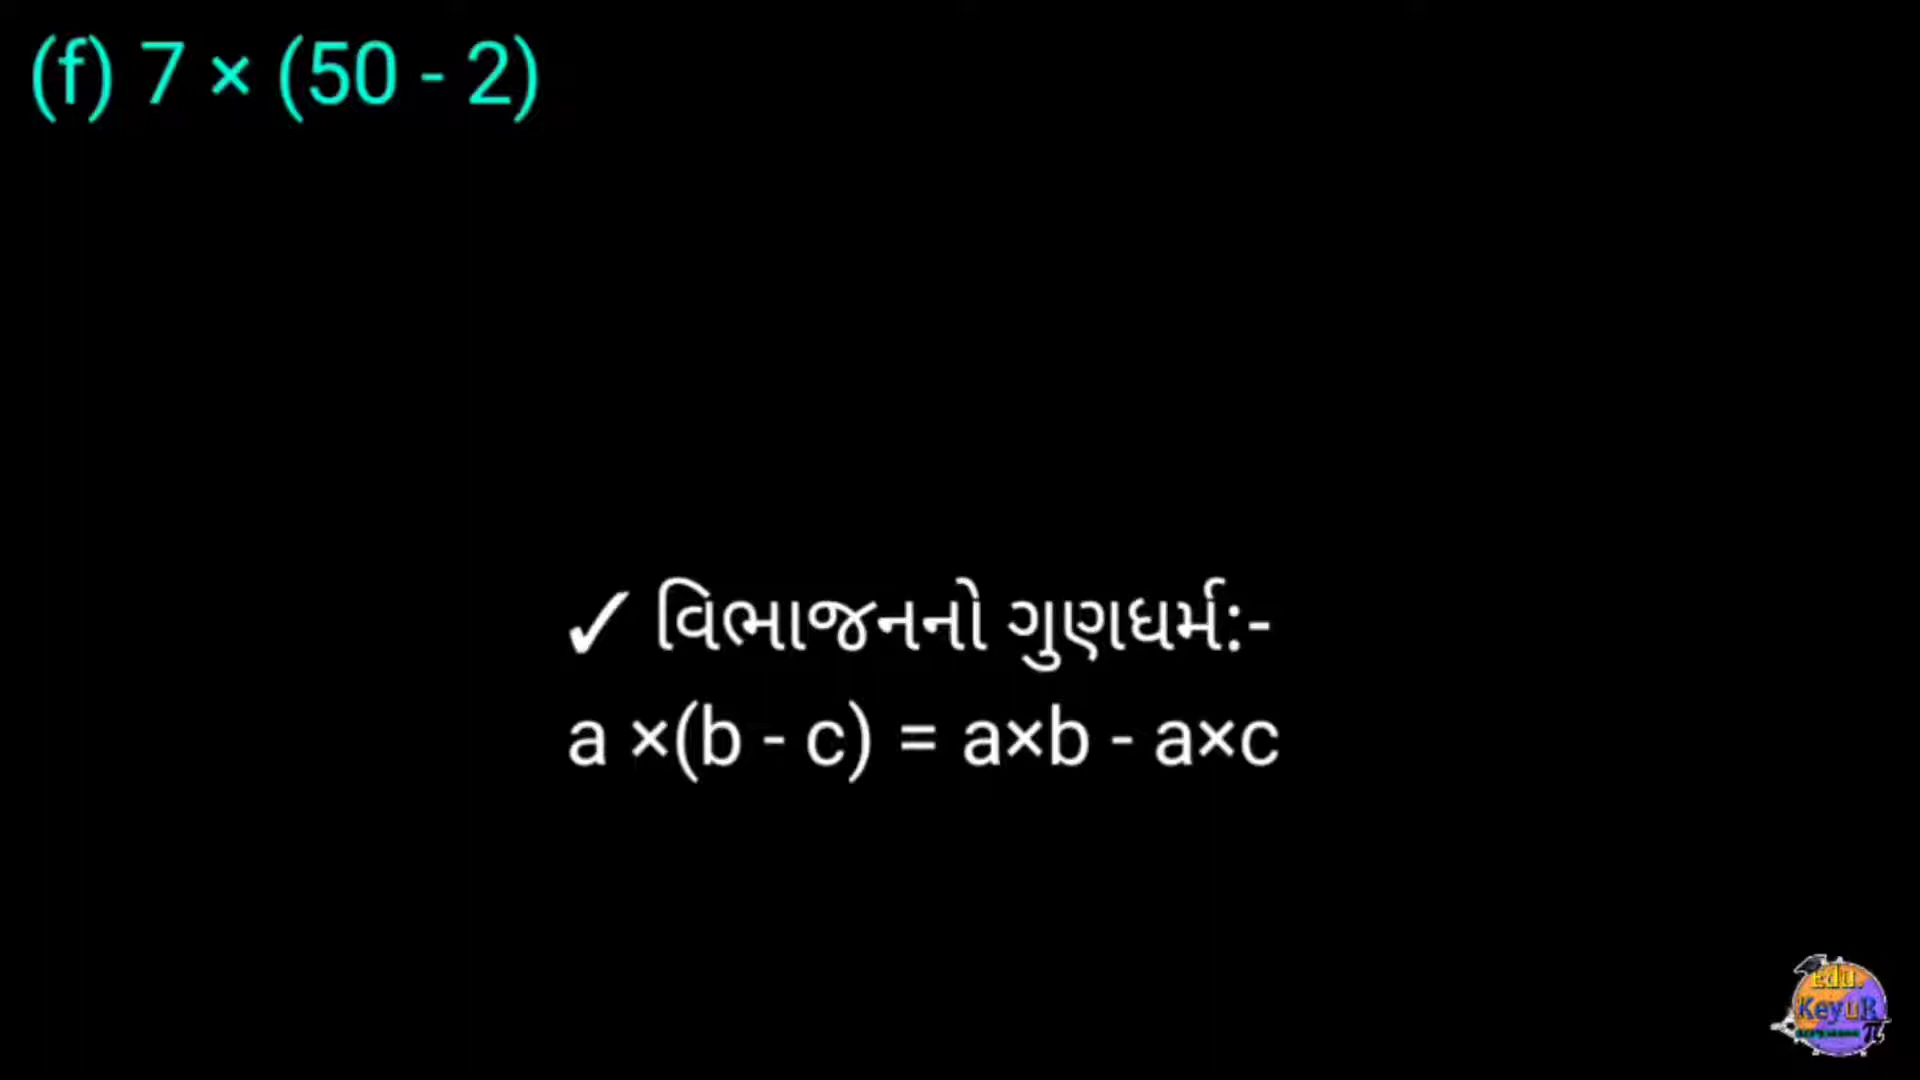 (f) 7 × (50 - 2)
✓ વિભાજનનો ગુણધર્મ:-
a ×(b - c) = a×b - a×c
Edu.
KeyuR
π